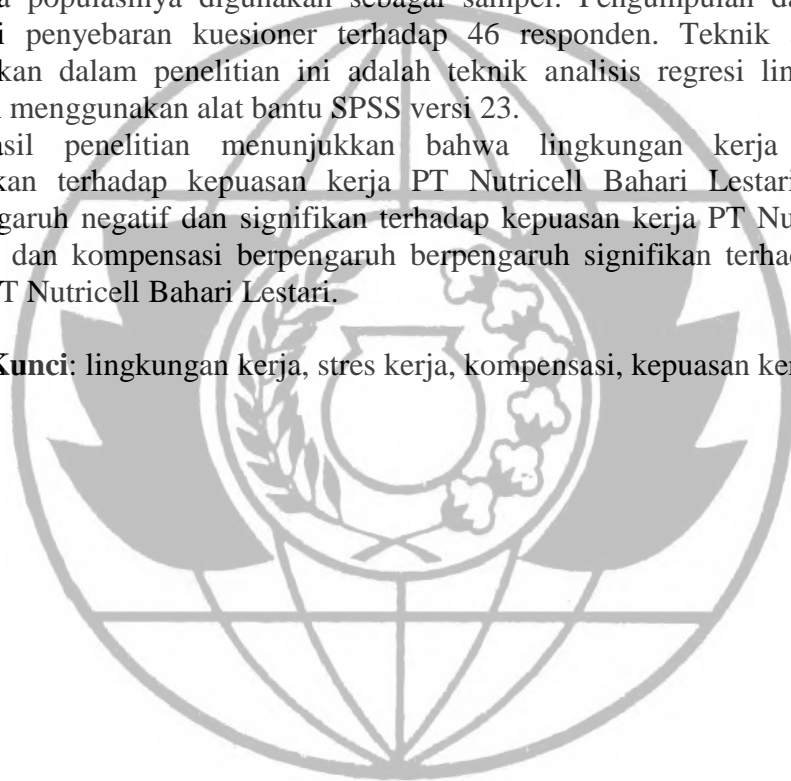 populasinya digunakan sebagai sampel. Pengumpulan
penyebaran kuesioner terhadap 46 responden. Teknik
kan dalam penelitian ini adalah teknik analisis regresi lin
menggunakan alat bantu SPSS versi 23.
asil penelitian menunjukkan bahwa lingkungan kerja
kan terhadap kepuasan kerja PT Nutricell Bahari Lestari
garuh negatif dan signifikan terhadap kepuasan kerja PT Nu
dan kompensasi berpengaruh berpengaruh signifikan terha
T Nutricell Bahari Lestari.
Kunci: lingkungan kerja, stres kerja, kompensasi, kepuasan ker